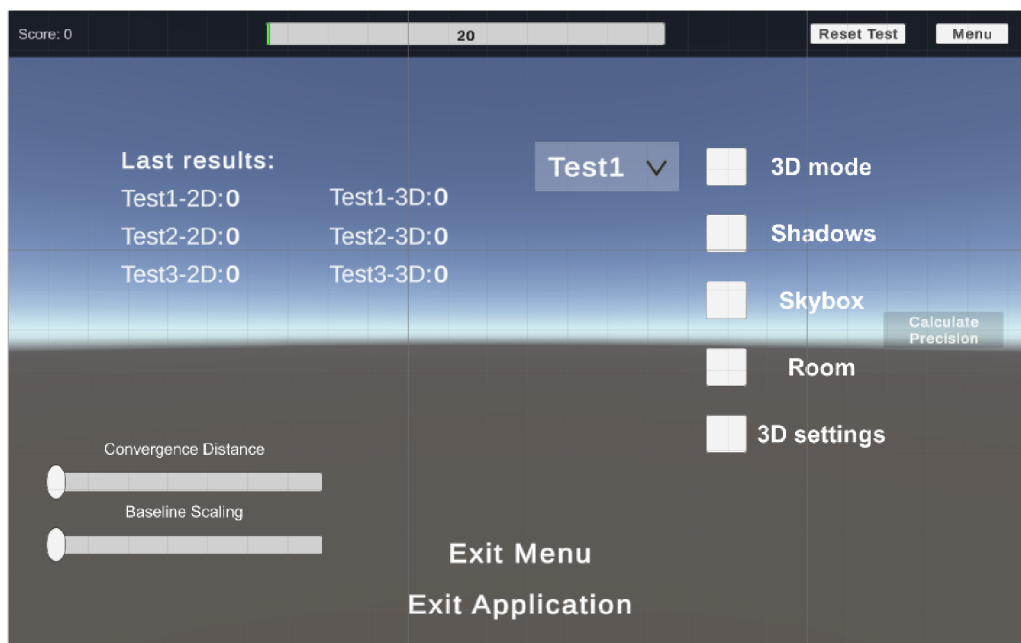 Score: 0
20
Reset Test
Menu
Last results:
Test1-2D:0
Test1-3D:0
Test2-2D:0
Test2-3D:0
Test3-2D:0
Test3-3D:0
Test1
3D mode
Shadows
Skybox
Calculate
Precision
Room
3D settings
Convergence Distance
Baseline Scaling
Exit Menu
Exit Application